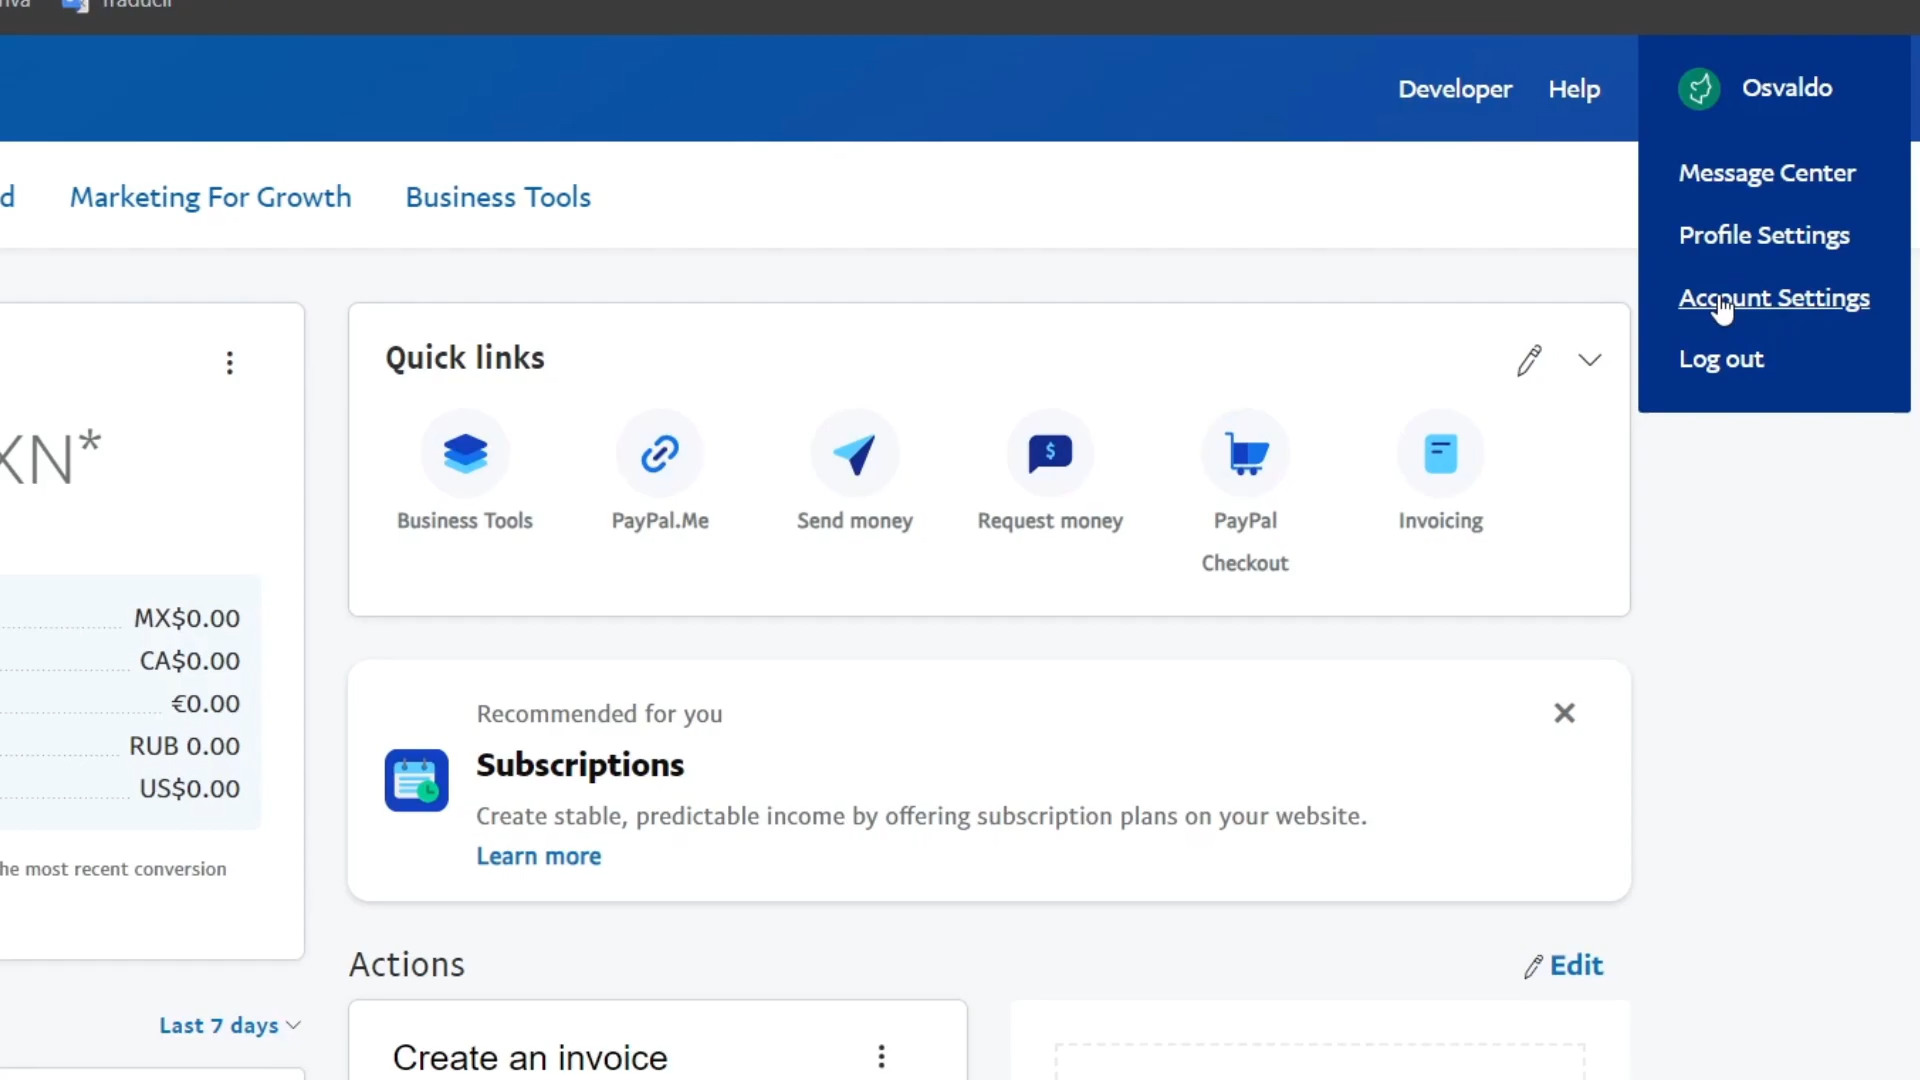 Developer
Help
Osvaldo
Message Center
Profile Settings
Account Settings
Log out
d
Marketing For Growth
Business Tools
XN*
MX$0.00
CA$0.00
€0.00
RUB 0.00
US$0.00
he most recent conversion
Last 7 days
Quick links
Business Tools
PayPal.Me
Send money
Request money
PayPal
Checkout
Invoicing
Recommended for you
Subscriptions
Create stable, predictable income by offering subscription plans on your website.
Learn more
Actions
Edit
Create an invoice